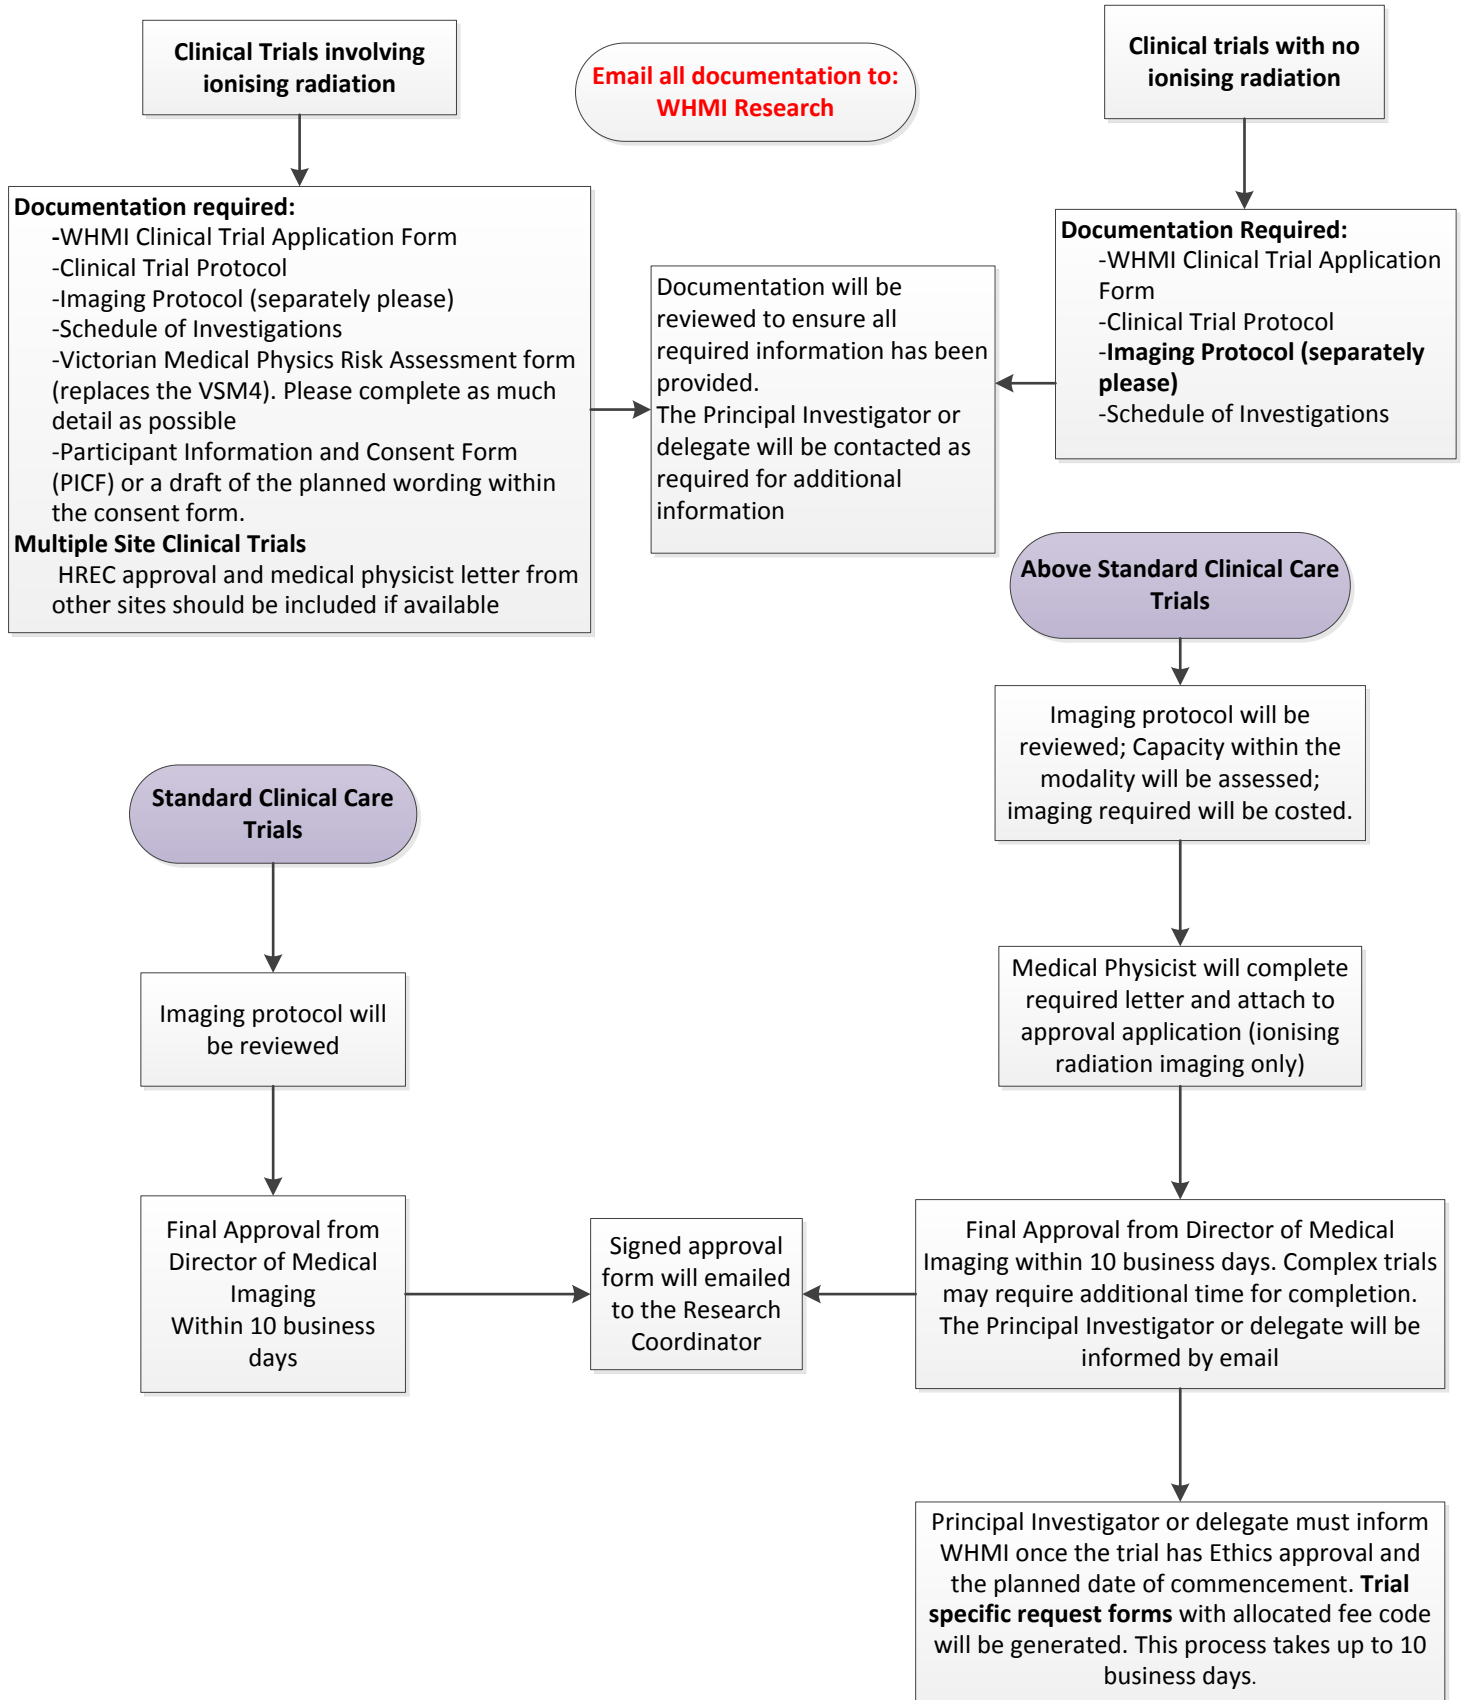 Clinical Trials involving
ionising radiation
Email all documentation to:
WHMI Research
Clinical trials with no
ionising radiation
Documentation required:
-WHMI Clinical Trial Application Form
-Clinical Trial Protocol
-Imaging Protocol (separately please)
-Schedule of Investigations
-Victorian Medical Physics Risk Assessment form
(replaces the VSM4). Please complete as much
detail as possible
-Participant Information and Consent Form
(PICF) or a draft of the planned wording within
the consent form.
Multiple Site Clinical Trials
HREC approval and medical physicist letter from
other sites should be included if available
Documentation will be
reviewed to ensure all
required information has been
provided.
The Principal Investigator or
delegate will be contacted as
required for additional
information
Documentation Required:
-WHMI Clinical Trial Application
Form
-Clinical Trial Protocol
-Imaging Protocol (separately
please)
-Schedule of Investigations
Above Standard Clinical Care
Trials
Imaging protocol will be
reviewed; Capacity within the
modality will be assessed;
imaging required will be costed.
Standard Clinical Care
Trials
Imaging protocol will
be reviewed
Medical Physicist will complete
required letter and attach to
approval application (ionising
radiation imaging only)
Final Approval from
Director of Medical
Imaging
Within 10 business
days
Signed approval
form will emailed
to the Research
Coordinator
Final Approval from Director of Medical
Imaging within 10 business days. Complex trials
may require additional time for completion.
The Principal Investigator or delegate will be
informed by email
Principal Investigator or delegate must inform
WHMI once the trial has Ethics approval and
the planned date of commencement. Trial
specific request forms with allocated fee code
will be generated. This process takes up to 10
business days.